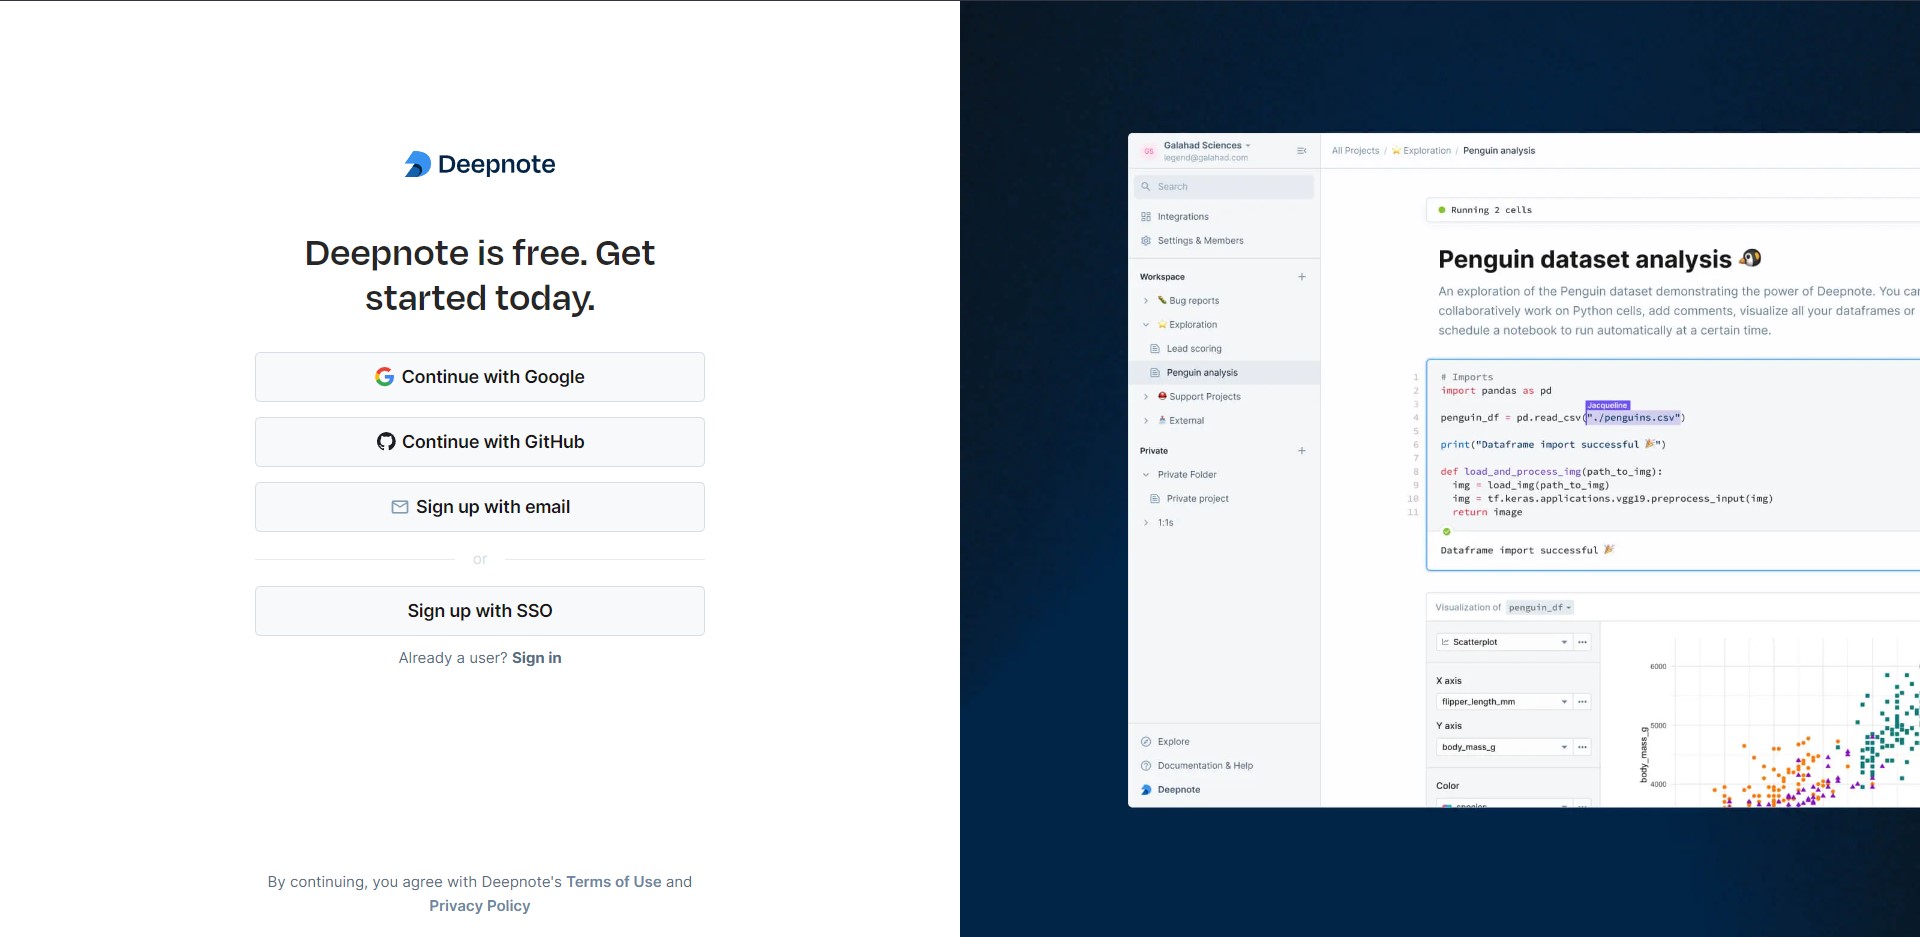 Deepnote
Deepnote is free. Get
started today.
Continue with Google
Continue with GitHub
Sign up with email
or
Sign up with SSO
Already a user? Sign in
By continuing, you agree with Deepnote's Terms of Use and
Privacy Policy
GS
Galahad Sciences
legend@galahad.com
Search
Integrations
Settings & Members
Workspace
Bug reports
Exploration
Lead scoring
Penguin analysis
Support Projects
External
Private
Private Folder
Private project
1:1s
Explore
Documentation & Help
Deepnote
All Projects / Exploration / Penguin analysis
Running 2 cells
Penguin dataset analysis
An exploration of the Penguin dataset demonstrating the power of Deepnote. You can
collaboratively work on Python cells, add comments, visualize all your dataframes or
schedule a notebook to run automatically at a certain time.
1 # Imports
2 import pandas as pd
3
Jacqueline
4 penguin_df = pd.read_csv("./penguins.csv")
5
6 print("Dataframe import successful 🎉")
7
8 def load_and_process_img(path_to_img):
9 img = load_img(path_to_img)
10 img = tf.keras.applications.vgg19.preprocess_input(img)
11 return image
Dataframe import successful 🎉
Visualization of penguin_df
Scatterplot
X axis
flipper_length_mm
Y axis
body_mass_g
Color
species
6000
5000
4000
body_mass_g